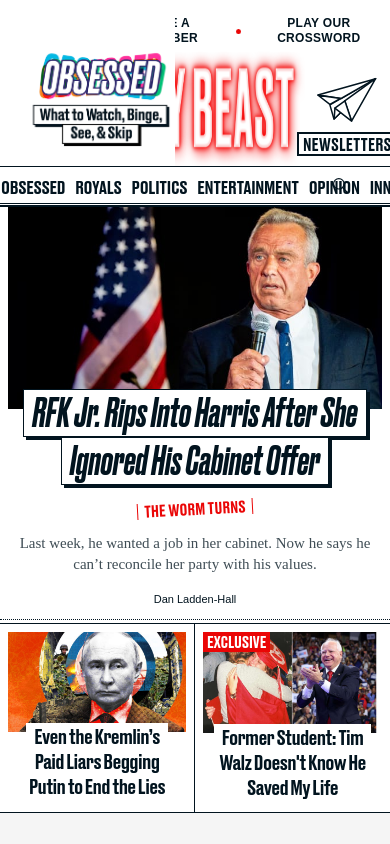 E A
BER
PLAY OUR
CROSSWORD
OBSESSED
What to Watch, Binge,
See, & Skip
Y BEAST
NEWSLETTERS
OBSESSED ROYALS POLITICS ENTERTAINMENT OPINION INN
RFK Jr. Rips Into Harris After She
Ignored His Cabinet Offer
THE WORM TURNS
Last week, he wanted a job in her cabinet. Now he says he
can’t reconcile her party with his values.
Dan Ladden-Hall
Even the Kremlin’s
Paid Liars Begging
Putin to End the Lies
EXCLUSIVE
Former Student: Tim
Walz Doesn't Know He
Saved My Life